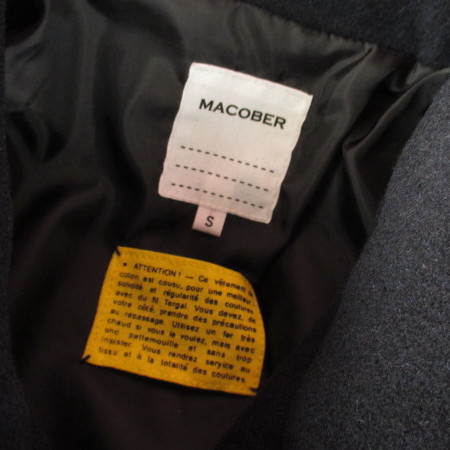 MACOBER
S
• ATTENTION! — Ce vêtement
coton est cousu, pour une meilleu
solidité et régularité des coutures
avec du fil Tergal. Vous devez, de
votre côté, prendre des précautions
au repassage. Utilisez un fer très
chaud si vous le voulez, mais avec
une pattemouille et sans trop
insister. Vous rendrez service au
tissu et à la totalité des coutures.